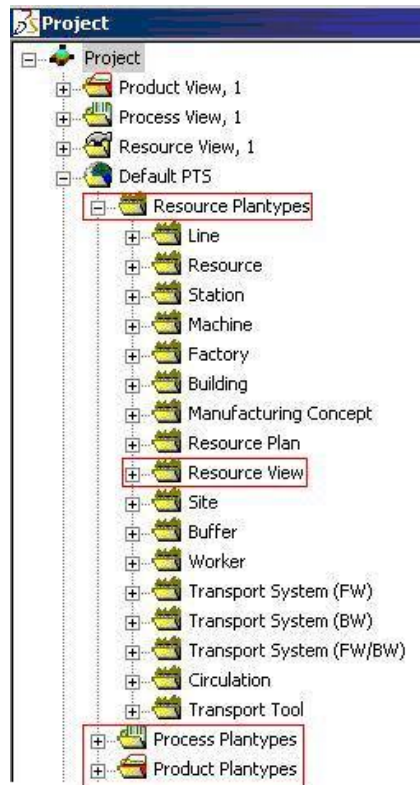 Project
Project
Product View, 1
Process View, 1
Resource View, 1
Default PTS
Resource Plantypes
Line
Resource
Station
Machine
Factory
Building
Manufacturing Concept
Resource Plan
Resource View
Site
Buffer
Worker
Transport System (FW)
Transport System (BW)
Transport System (FW/BW)
Circulation
Transport Tool
Process Plantypes
Product Plantypes